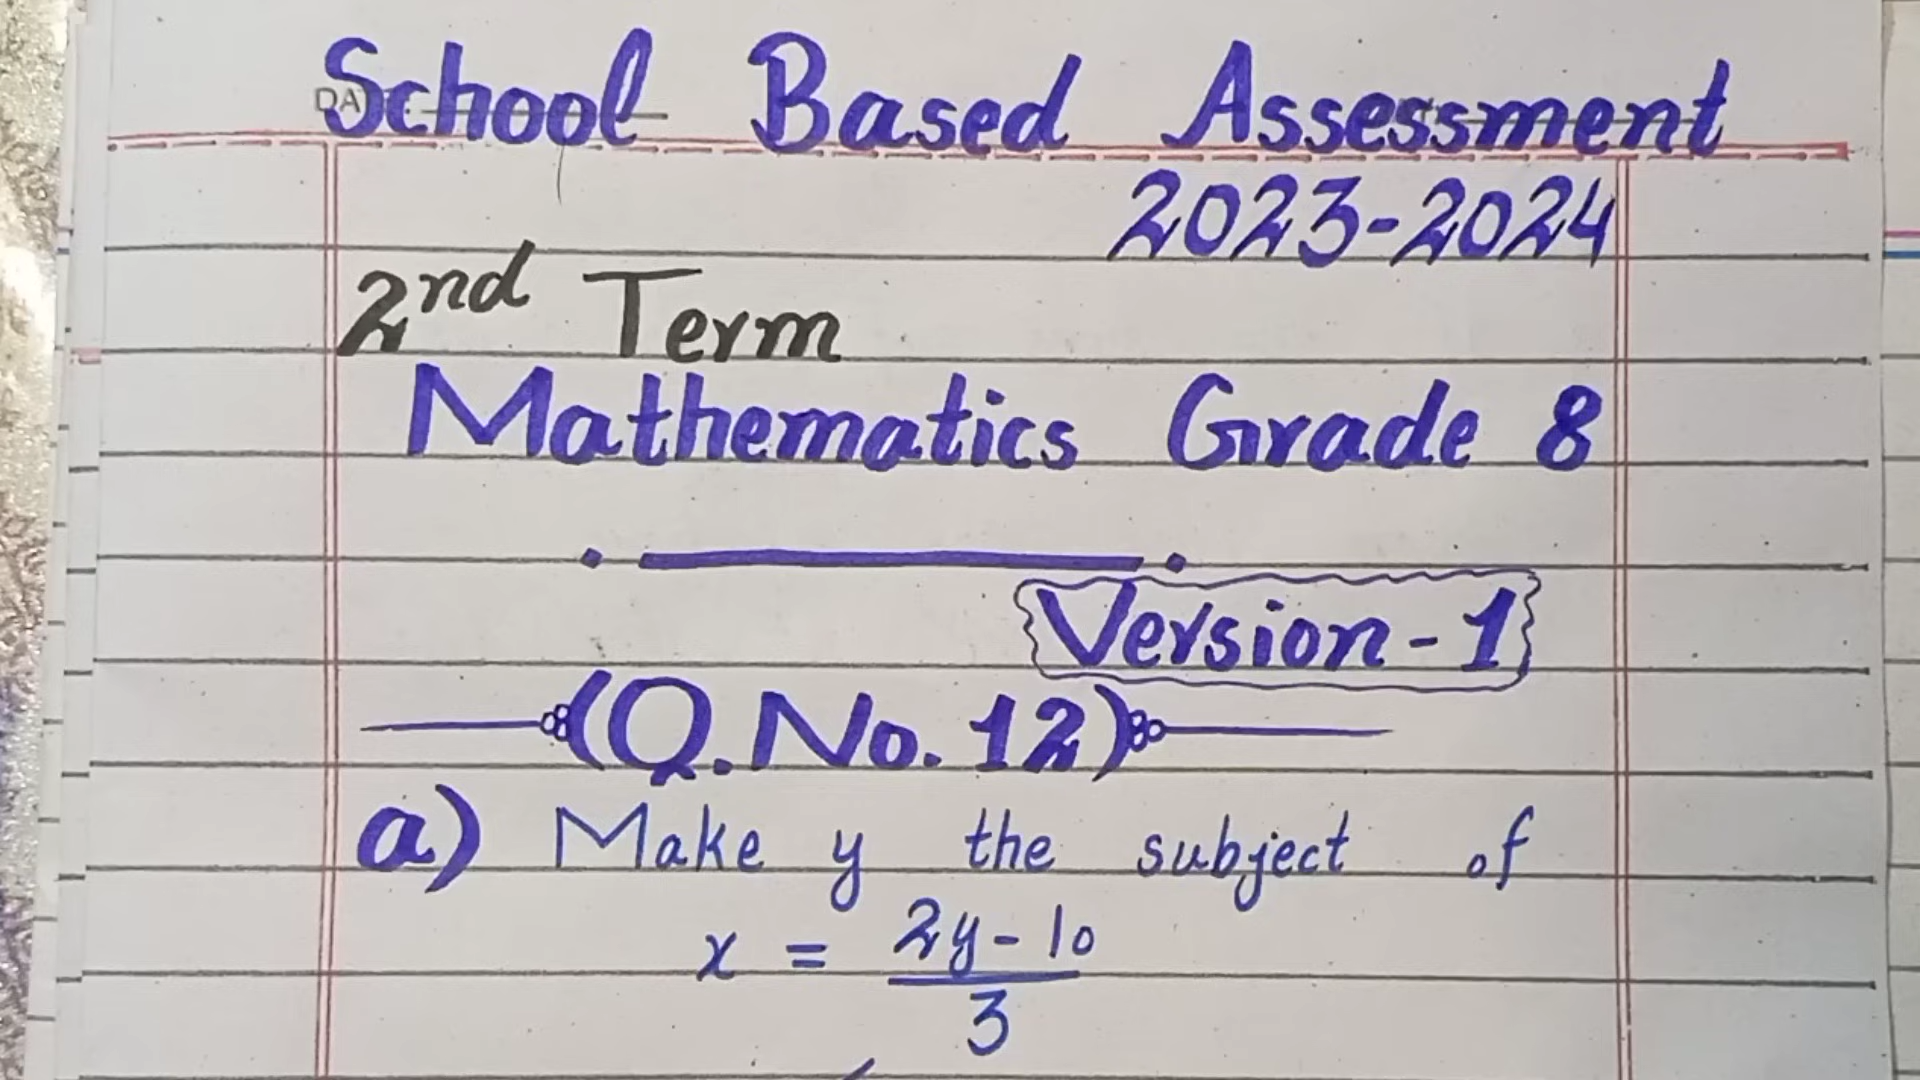 DA
School Based Assessment
2023-2024
2nd Term
Mathematics Grade 8
Version-1
(Q.No.12)
a) Make y the subject of
x = 2y-10
3